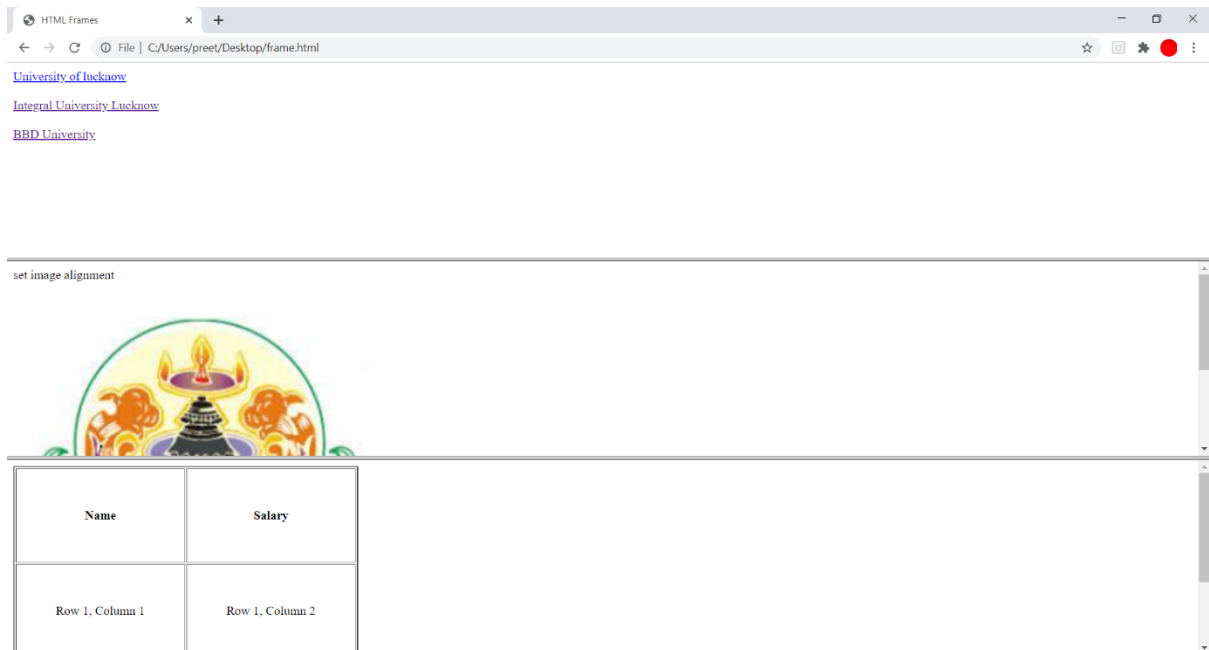 HTML Frames
File | C:/Users/preet/Desktop/frame.html
University of lucknow
Integral University Lucknow
BBD University
set image alignment
Name Salary
Row 1, Column 1 Row 1, Column 2